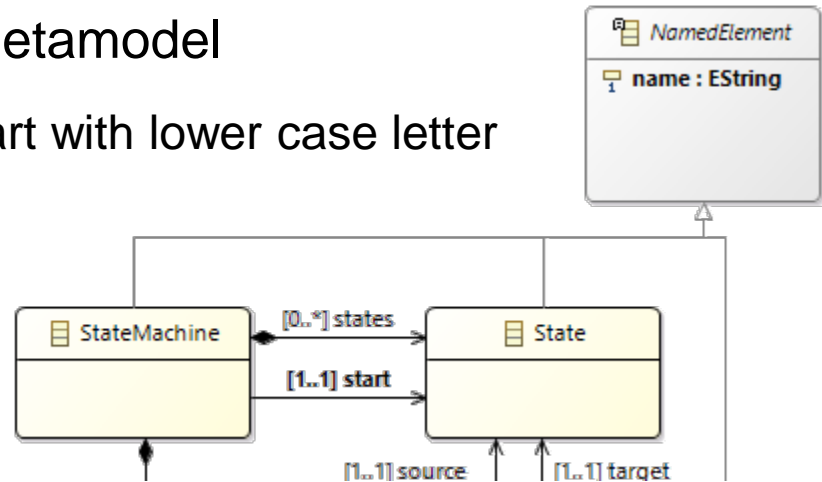 etamodel
NamedElement
name : EString
art with lower case letter
StateMachine
[0..*] states
State
[1..1] start
[1..1] source
[1..1] target